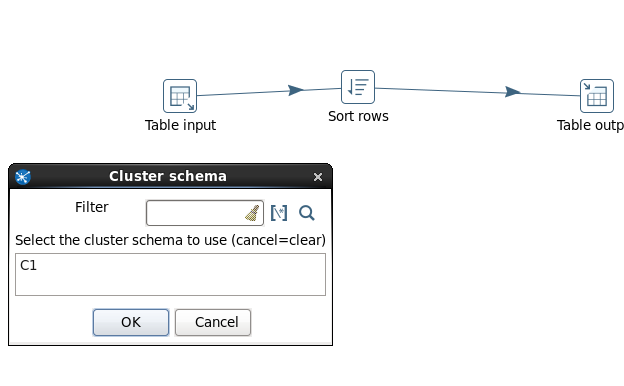 Table input
Sort rows
Table outp
Cluster schema
Filter
Select the cluster schema to use (cancel=clear)
C1
OK
Cancel